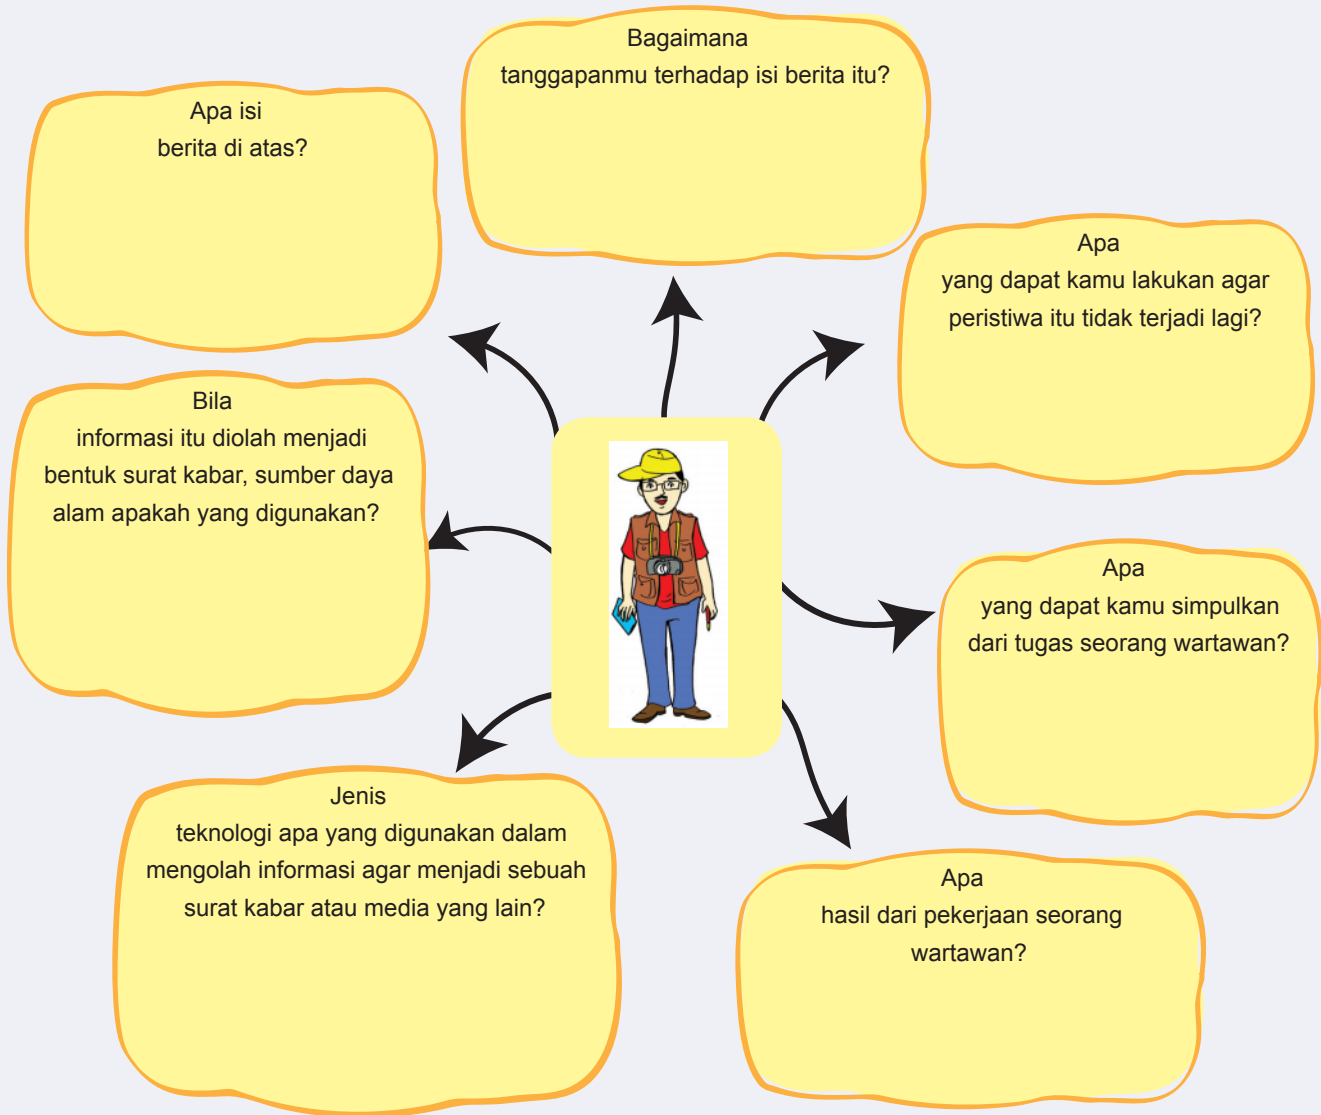 Apa isi
berita di atas?
Bagaimana
tanggapanmu terhadap isi berita itu?
Apa
yang dapat kamu lakukan agar
peristiwa itu tidak terjadi lagi?
Bila
informasi itu diolah menjadi
bentuk surat kabar, sumber daya
alam apakah yang digunakan?
Apa
yang dapat kamu simpulkan
dari tugas seorang wartawan?
Jenis
teknologi apa yang digunakan dalam
mengolah informasi agar menjadi sebuah
surat kabar atau media yang lain?
Apa
hasil dari pekerjaan seorang
wartawan?